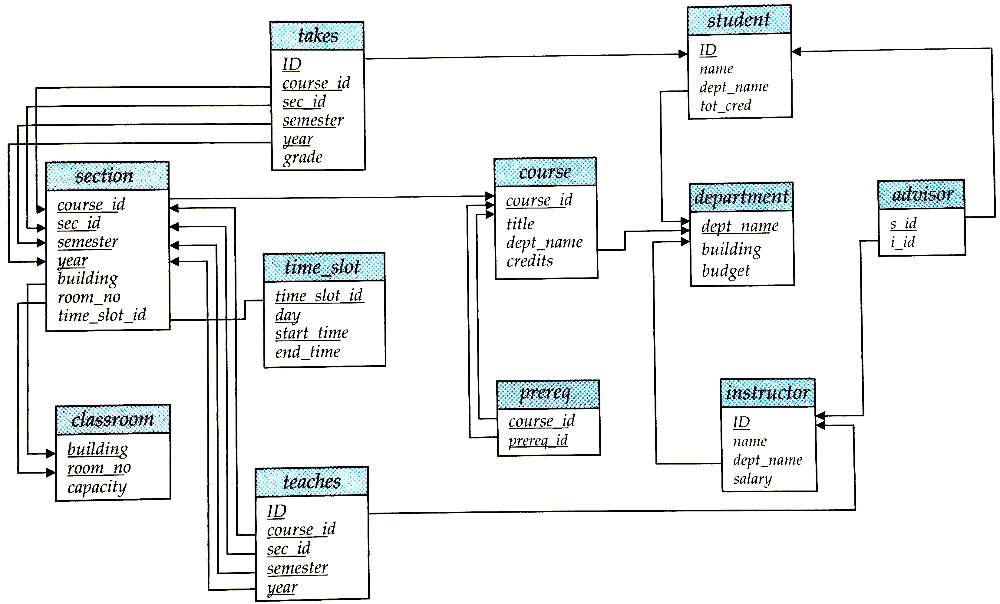 takes
ID
course_id
sec_id
semester
year
grade
student
ID
name
dept_name
tot_cred
section
course_id
sec_id
semester
year
building
room_no
time_slot_id
time_slot
time_slot_id
day
start_time
end_time
course
course_id
title
dept_name
credits
department
dept_name
building
budget
advisor
s_id
i_id
classroom
building
room_no
capacity
prereq
course_id
prereq_id
instructor
ID
name
dept_name
salary
teaches
ID
course_id
sec_id
semester
year